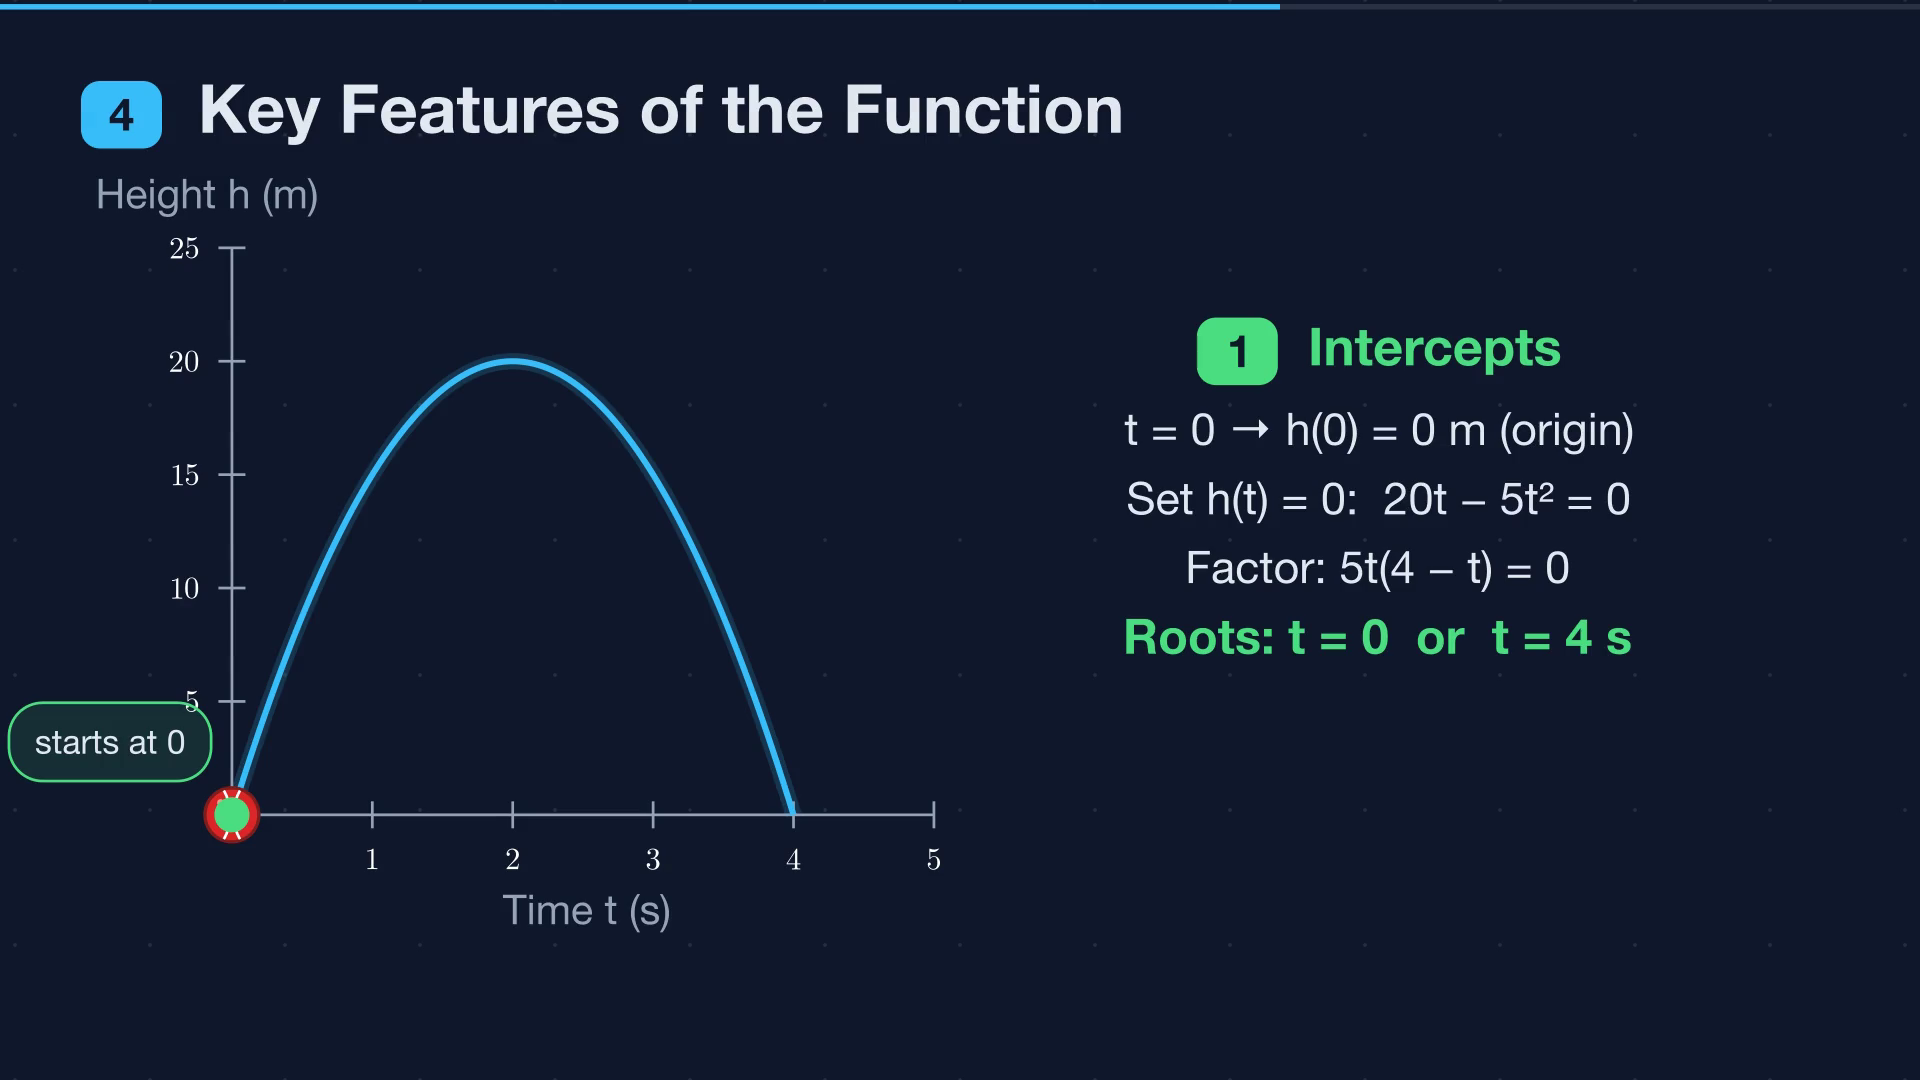 4 Key Features of the Function
Height h (m)
25
20
15
10
5
starts at 0
1 2 3 4 5
Time t (s)
1 Intercepts
t = 0 → h(0) = 0 m (origin)
Set h(t) = 0: 20t − 5t² = 0
Factor: 5t(4 − t) = 0
Roots: t = 0 or t = 4 s